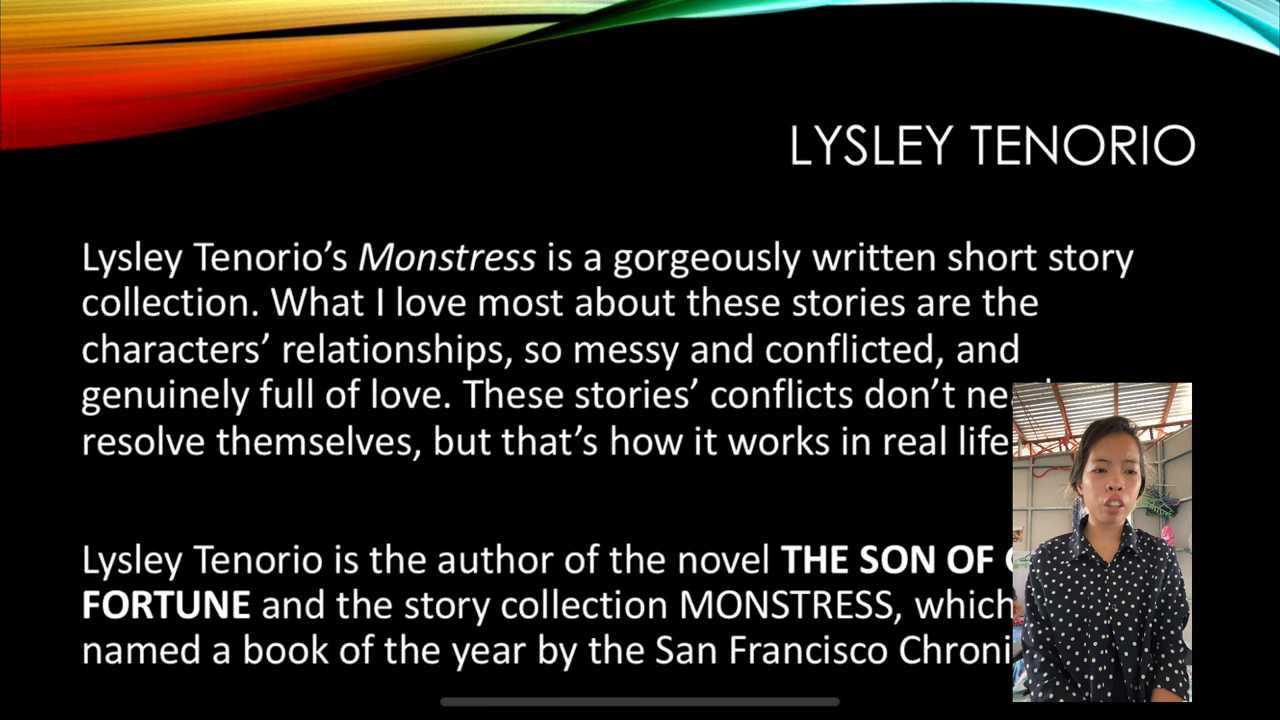 LYSLEY TENORIO
Lysley Tenorio’s Monstress is a gorgeously written short story
collection. What I love most about these stories are the
characters’ relationships, so messy and conflicted, and
genuinely full of love. These stories’ conflicts don’t
resolve themselves, but that’s how it works in real life
Lysley Tenorio is the author of the novel THE SON OF
FORTUNE and the story collection MONSTRESS, which
named a book of the year by the San Francisco